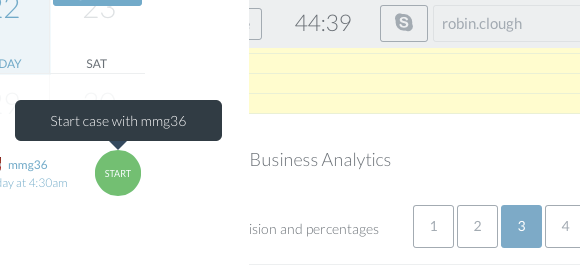 22
23
DAY
SAT
29
Start case with mmg36
mmg36
day at 4:30am
START
44:39
robin.clough
Business Analytics
ision and percentages
1
2
3
4